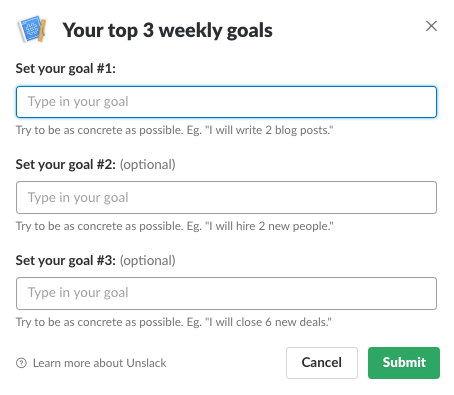 Your top 3 weekly goals
Set your goal #1:
Type in your goal
Try to be as concrete as possible. Eg. "I will write 2 blog posts."
Set your goal #2: (optional)
Type in your goal
Try to be as concrete as possible. Eg. "I will hire 2 new people."
Set your goal #3: (optional)
Type in your goal
Try to be as concrete as possible. Eg. "I will close 6 new deals."
Learn more about Unslack
Cancel
Submit